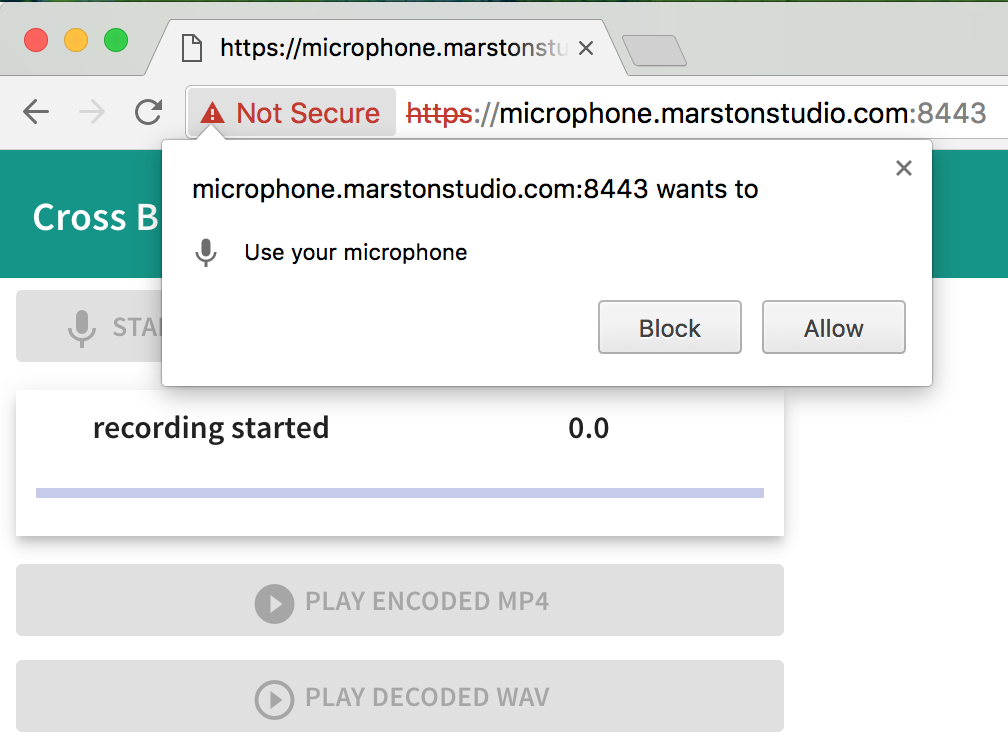 https://microphone.marstonstu
Not Secure https://microphone.marstonstudio.com:8443
microphone.marstonstudio.com:8443 wants to
Use your microphone
Block Allow
Cross B
STA
recording started 0.0
PLAY ENCODED MP4
PLAY DECODED WAV